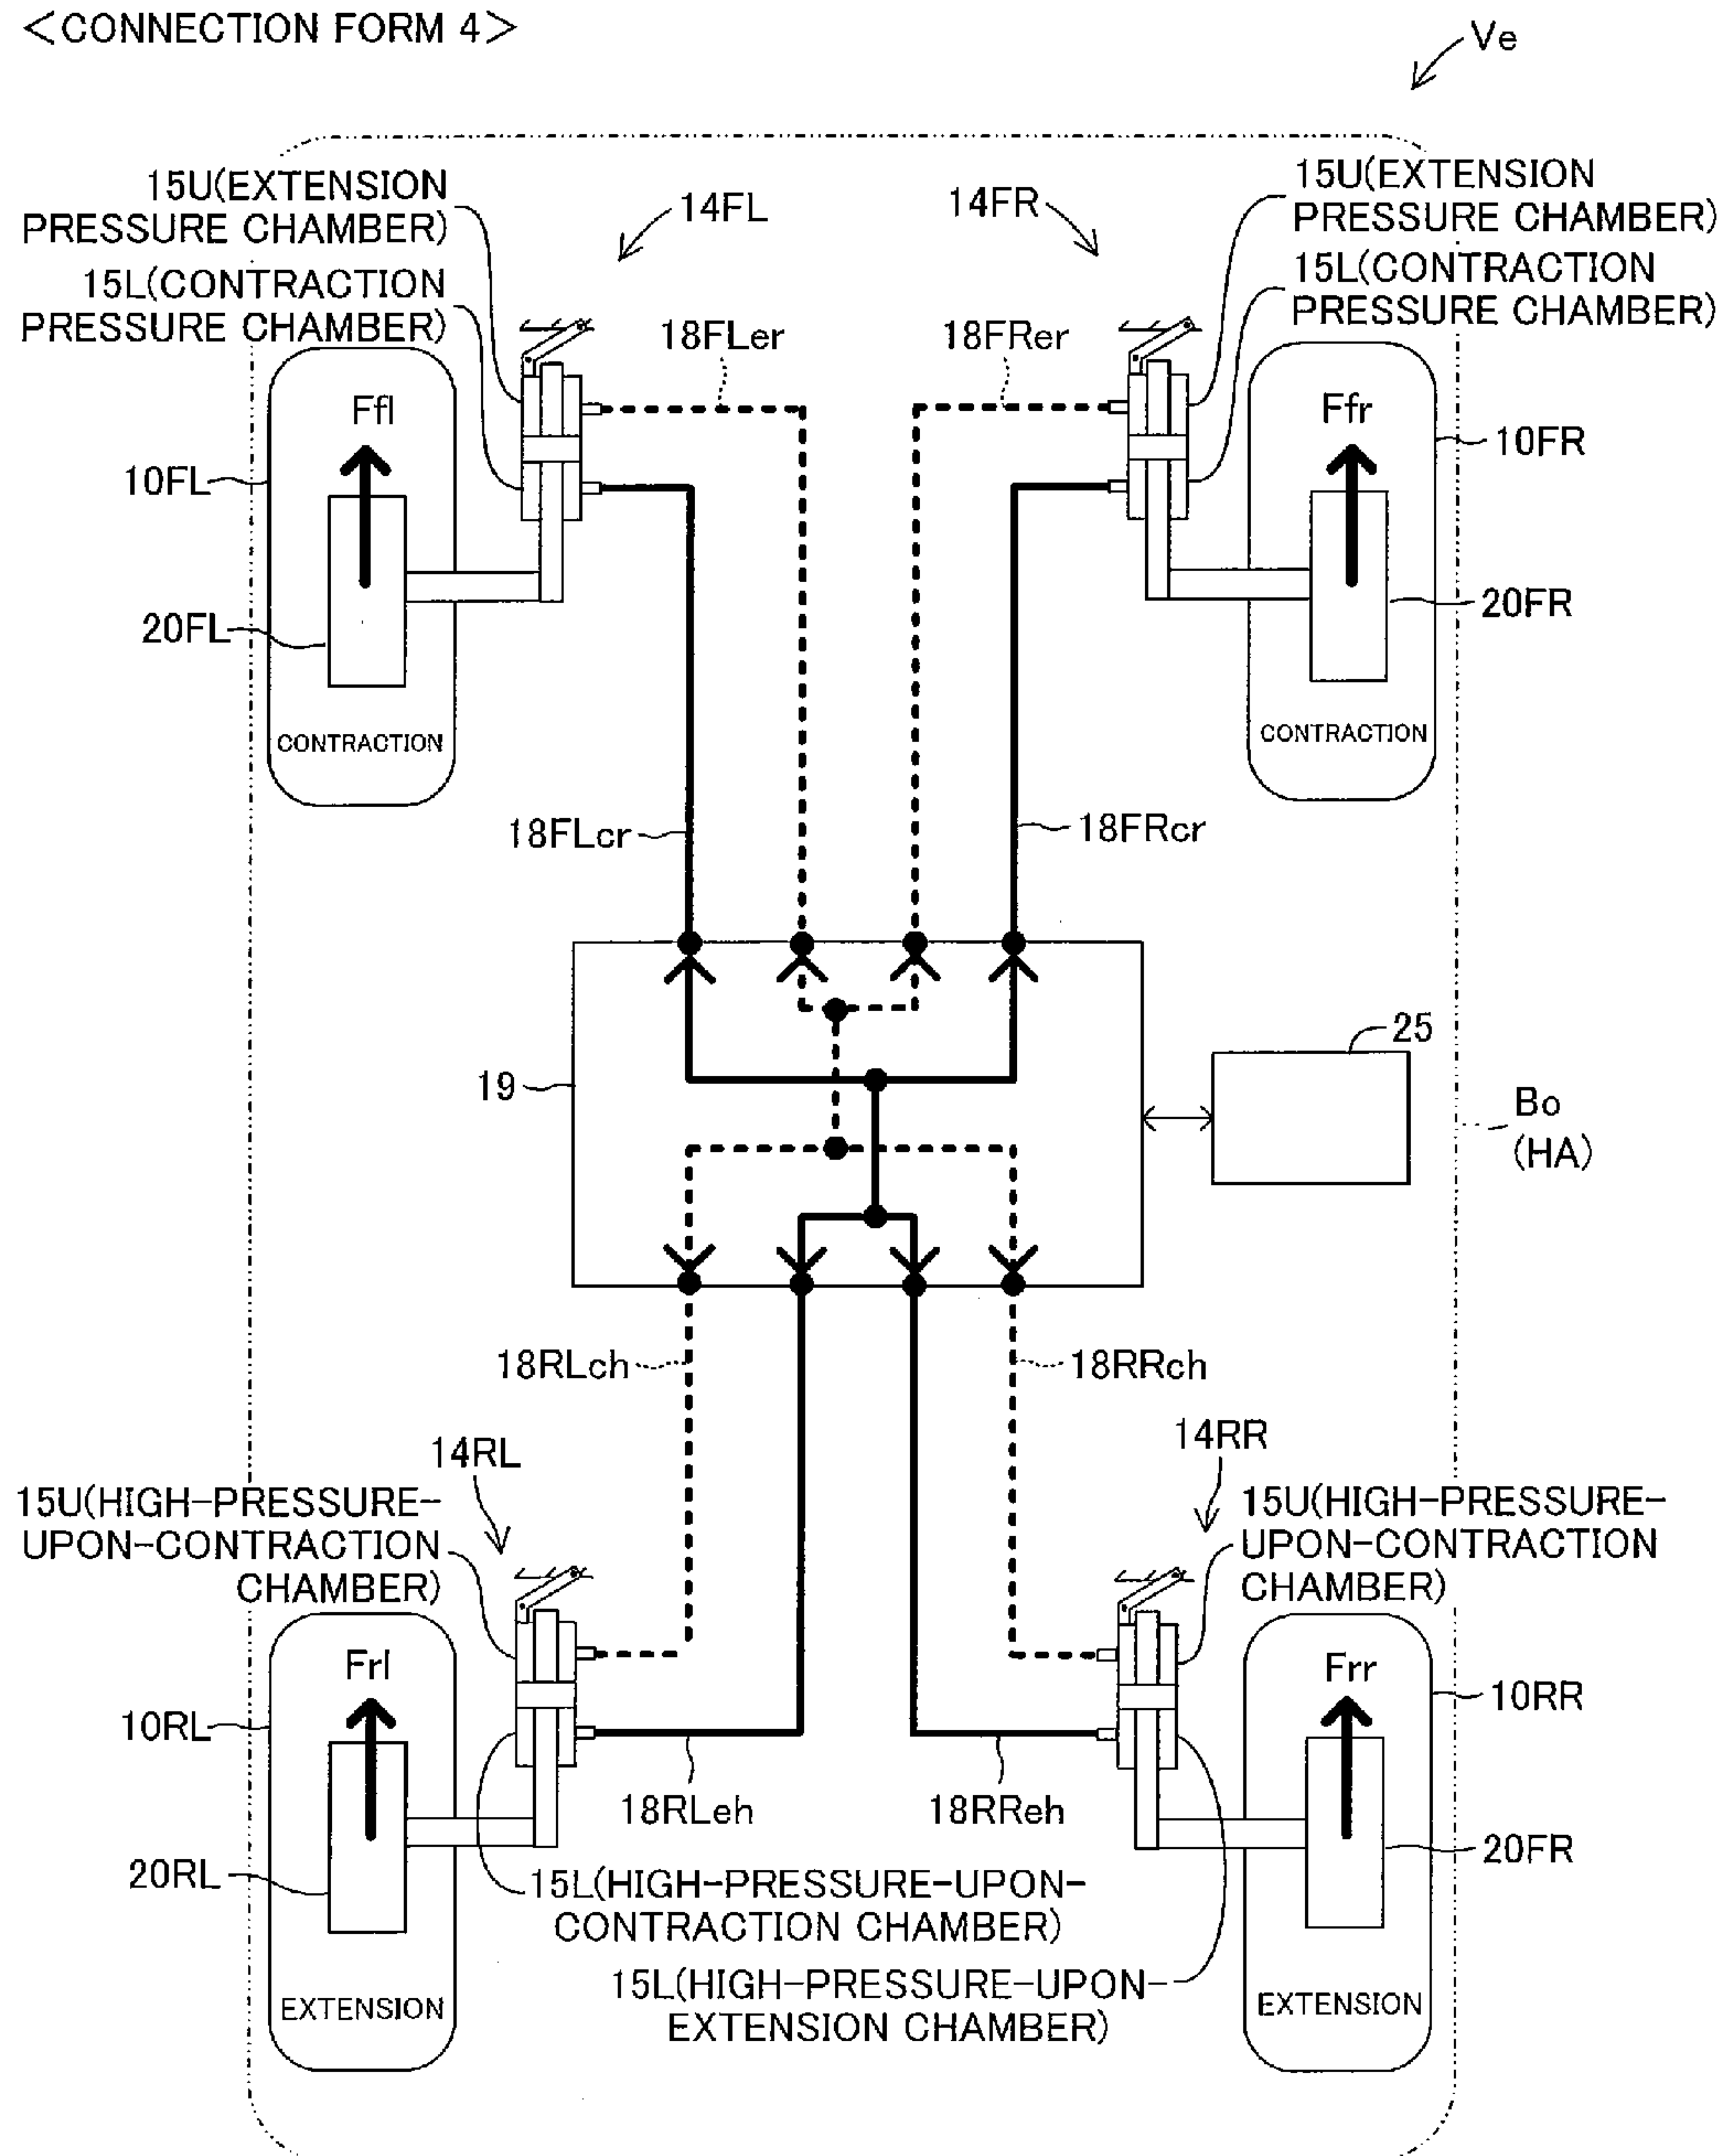 <CONNECTION FORM 4>
Ve
15U(EXTENSION
PRESSURE CHAMBER)
14FL
14FR
15U(EXTENSION
PRESSURE CHAMBER)
15L(CONTRACTION
PRESSURE CHAMBER)
15L(CONTRACTION
PRESSURE CHAMBER)
18FLer
18FRer
Ffl
Ffr
10FL
10FR
20FL
20FR
CONTRACTION
CONTRACTION
18FLcr
18FRcr
25
19
Bo
(HA)
18RLch
18RRch
14RL
14RR
15U(HIGH-PRESSURE-
UPON-CONTRACTION
CHAMBER)
15U(HIGH-PRESSURE-
UPON-CONTRACTION
CHAMBER)
Frl
Frr
10RL
10RR
18RLeh
18RReh
20RL
20FR
15L(HIGH-PRESSURE-UPON-
CONTRACTION CHAMBER)
15L(HIGH-PRESSURE-UPON-
EXTENSION CHAMBER)
EXTENSION
EXTENSION